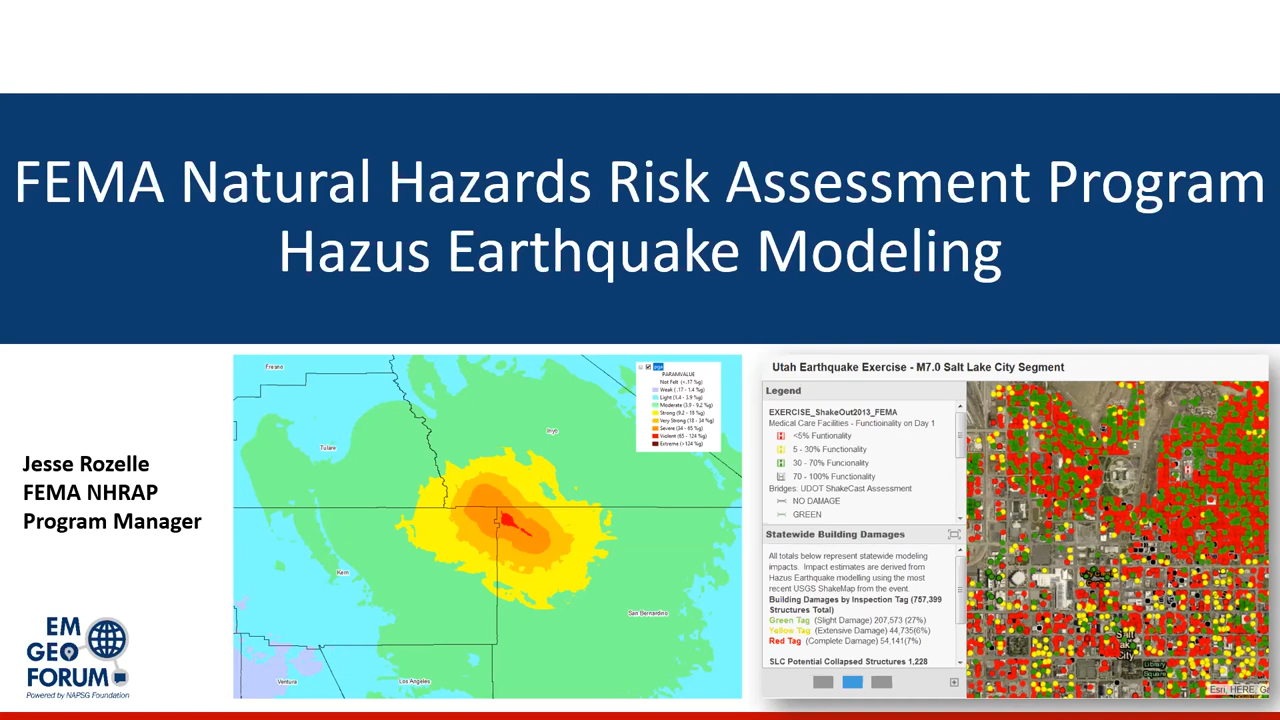 FEMA Natural Hazards Risk Assessment Program
Hazus Earthquake Modeling
Jesse Rozelle
FEMA NHRAP
Program Manager
EM
GEO
FORUM
Powered by NAPSG Foundation
Fresno
Tulare
Inyo
Kern
San Bernardino
Ventura
Los Angeles
pga
PARAMVALUE
Not Felt (<.17 %g)
Weak (.17 - 1.4 %g)
Light (1.4 - 3.9 %g)
Moderate (3.9 - 9.2 %g)
Strong (9.2 - 18 %g)
Very Strong (18 - 34 %g)
Severe (34 - 65 %g)
Violent (65 - 124 %g)
Extreme (> 124 %g)
Utah Earthquake Exercise - M7.0 Salt Lake City Segment
Legend
EXERCISE_ShakeOut2013_FEMA
Medical Care Facilities - Functioinality on Day 1
<5% Funtionality
5 - 30% Functionality
30 - 70% Funcionality
70 - 100% Functionality
Bridges: UDOT ShakeCast Assessment
NO DAMAGE
GREEN
Statewide Building Damages
All totals below represent statewide modeling
impacts. Impact estimates are derived from
Hazus Earthquake modelling using the most
recent USGS ShakeMap from the event.
Building Damages by Inspection Tag (757,399
Structures Total)
Green Tag (Slight Damage) 207,573 (27%)
Yellow Tag (Extensive Damage) 44,735(6%)
Red Tag (Complete Damage) 54,141(7%)
SLC Potential Collapsed Structures 1,228
Salt
Lake
City
Library
Square
Esri, HERE, Ga